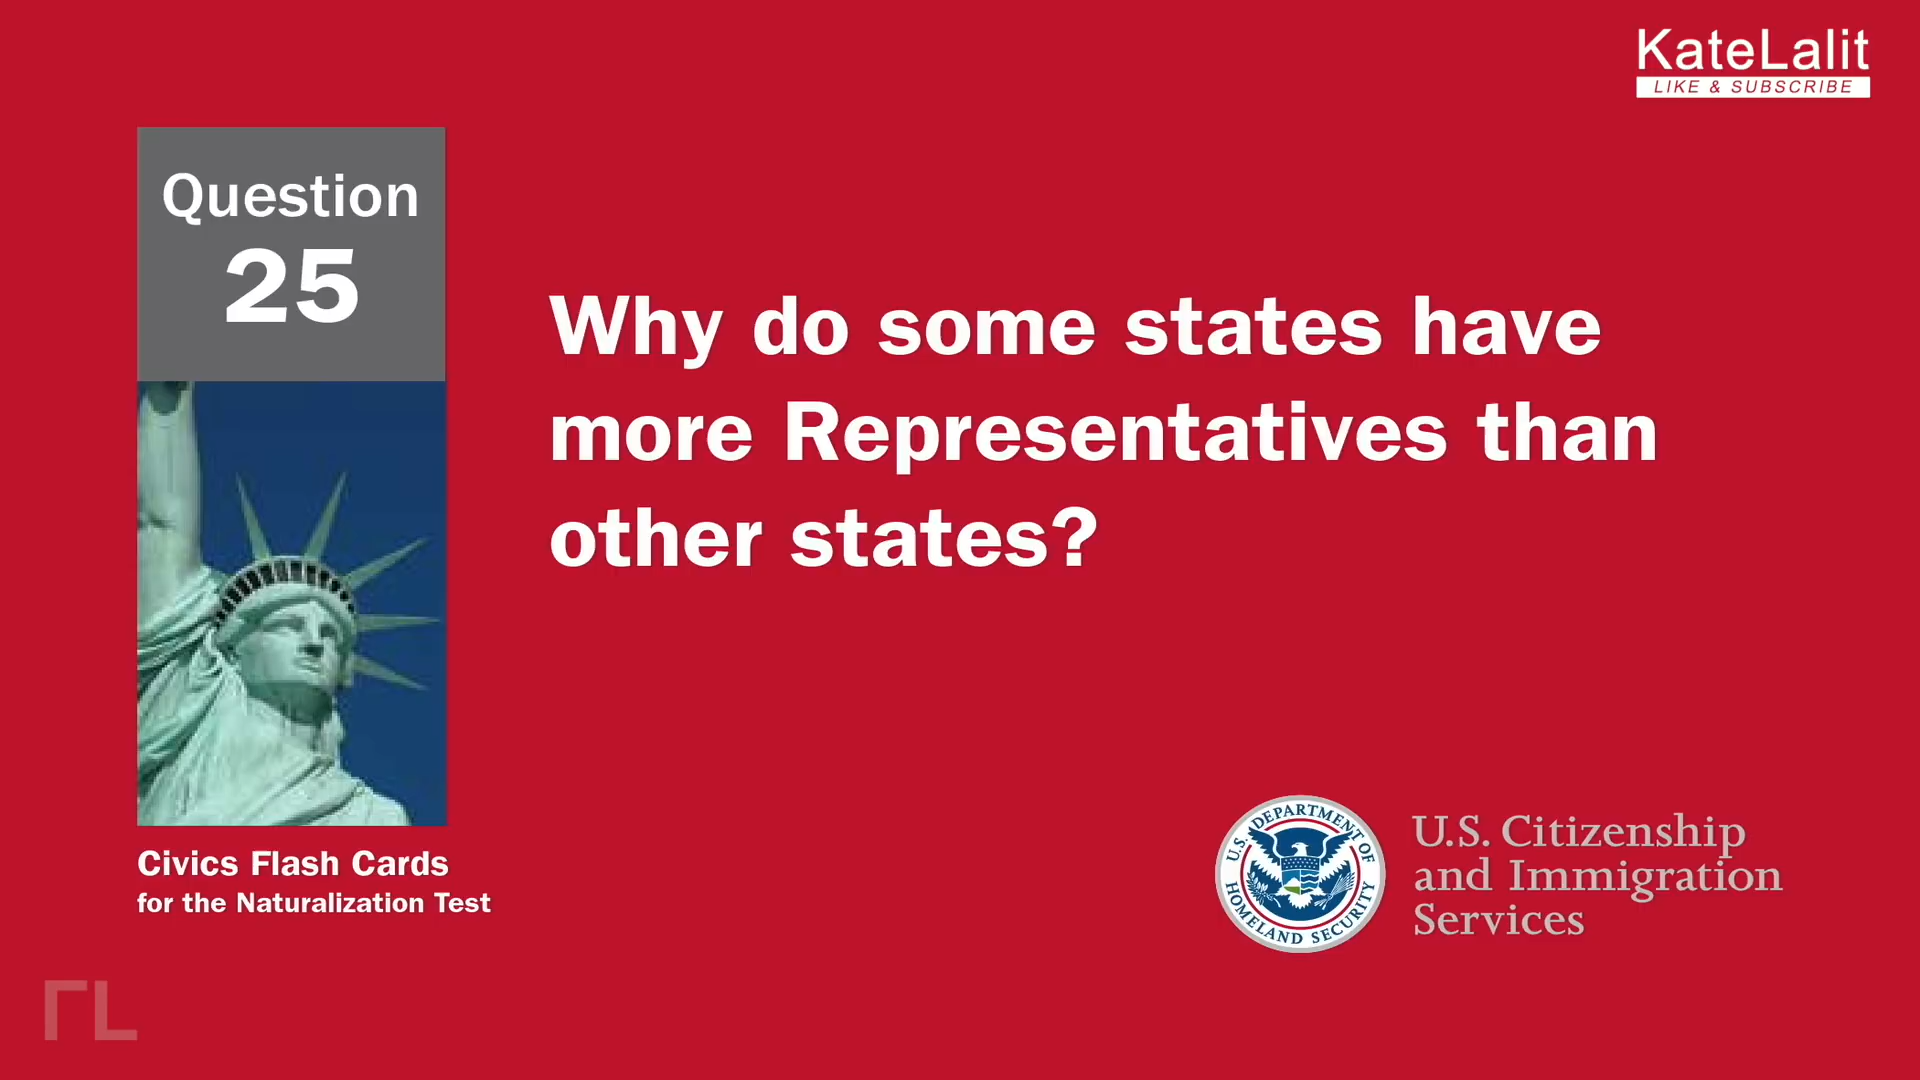 KateLalit
LIKE & SUBSCRIBE
Question
25
Why do some states have
more Representatives than
other states?
Civics Flash Cards
for the Naturalization Test
U.S. DEPARTMENT OF
HOMELAND SECURITY
U.S. Citizenship
and Immigration
Services